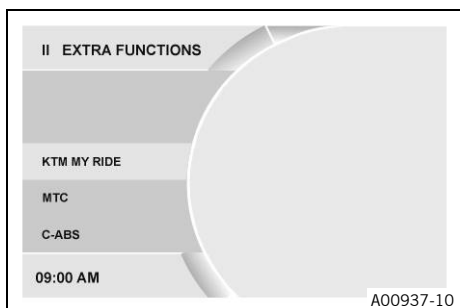 II EXTRA FUNCTIONS
KTM MY RIDE
MTC
C-ABS
09:00 AM
A00937-10